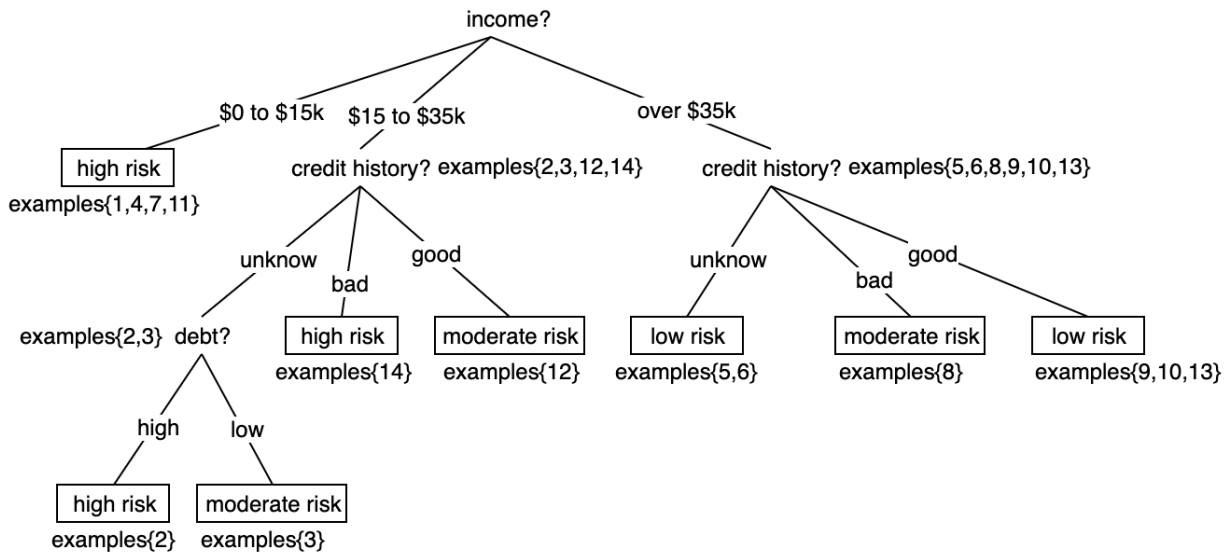 income?
$0 to $15k
$15 to $35k
over $35k
high risk
examples{1,4,7,11}
credit history? examples{2,3,12,14}
credit history? examples{5,6,8,9,10,13}
unknow
bad
good
unknow
bad
good
examples{2,3} debt?
high risk
examples{14}
moderate risk
examples{12}
low risk
examples{5,6}
moderate risk
examples{8}
low risk
examples{9,10,13}
high
low
high risk
examples{2}
moderate risk
examples{3}